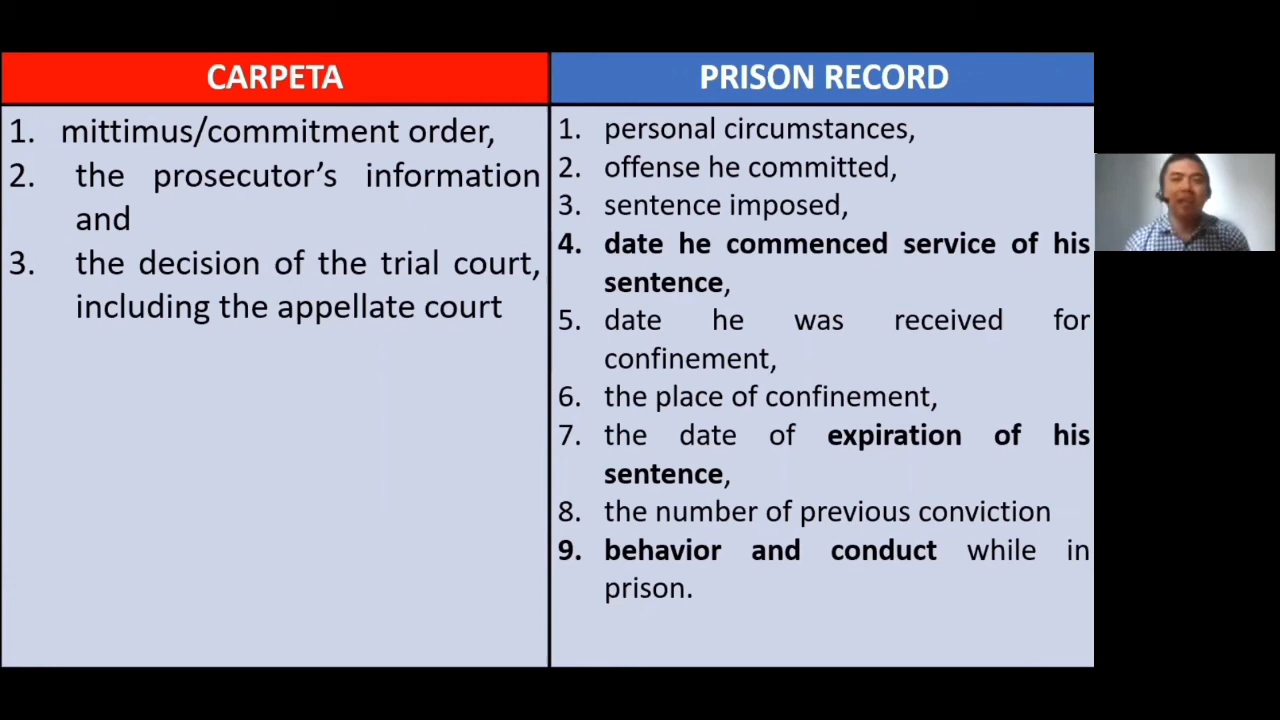 CARPETA
1. mittimus/commitment order,
2. the prosecutor’s information
and
3. the decision of the trial court,
including the appellate court
PRISON RECORD
1. personal circumstances,
2. offense he committed,
3. sentence imposed,
4. date he commenced service of his
sentence,
5. date he was received for
confinement,
6. the place of confinement,
7. the date of expiration of his
sentence,
8. the number of previous conviction
9. behavior and conduct while in
prison.